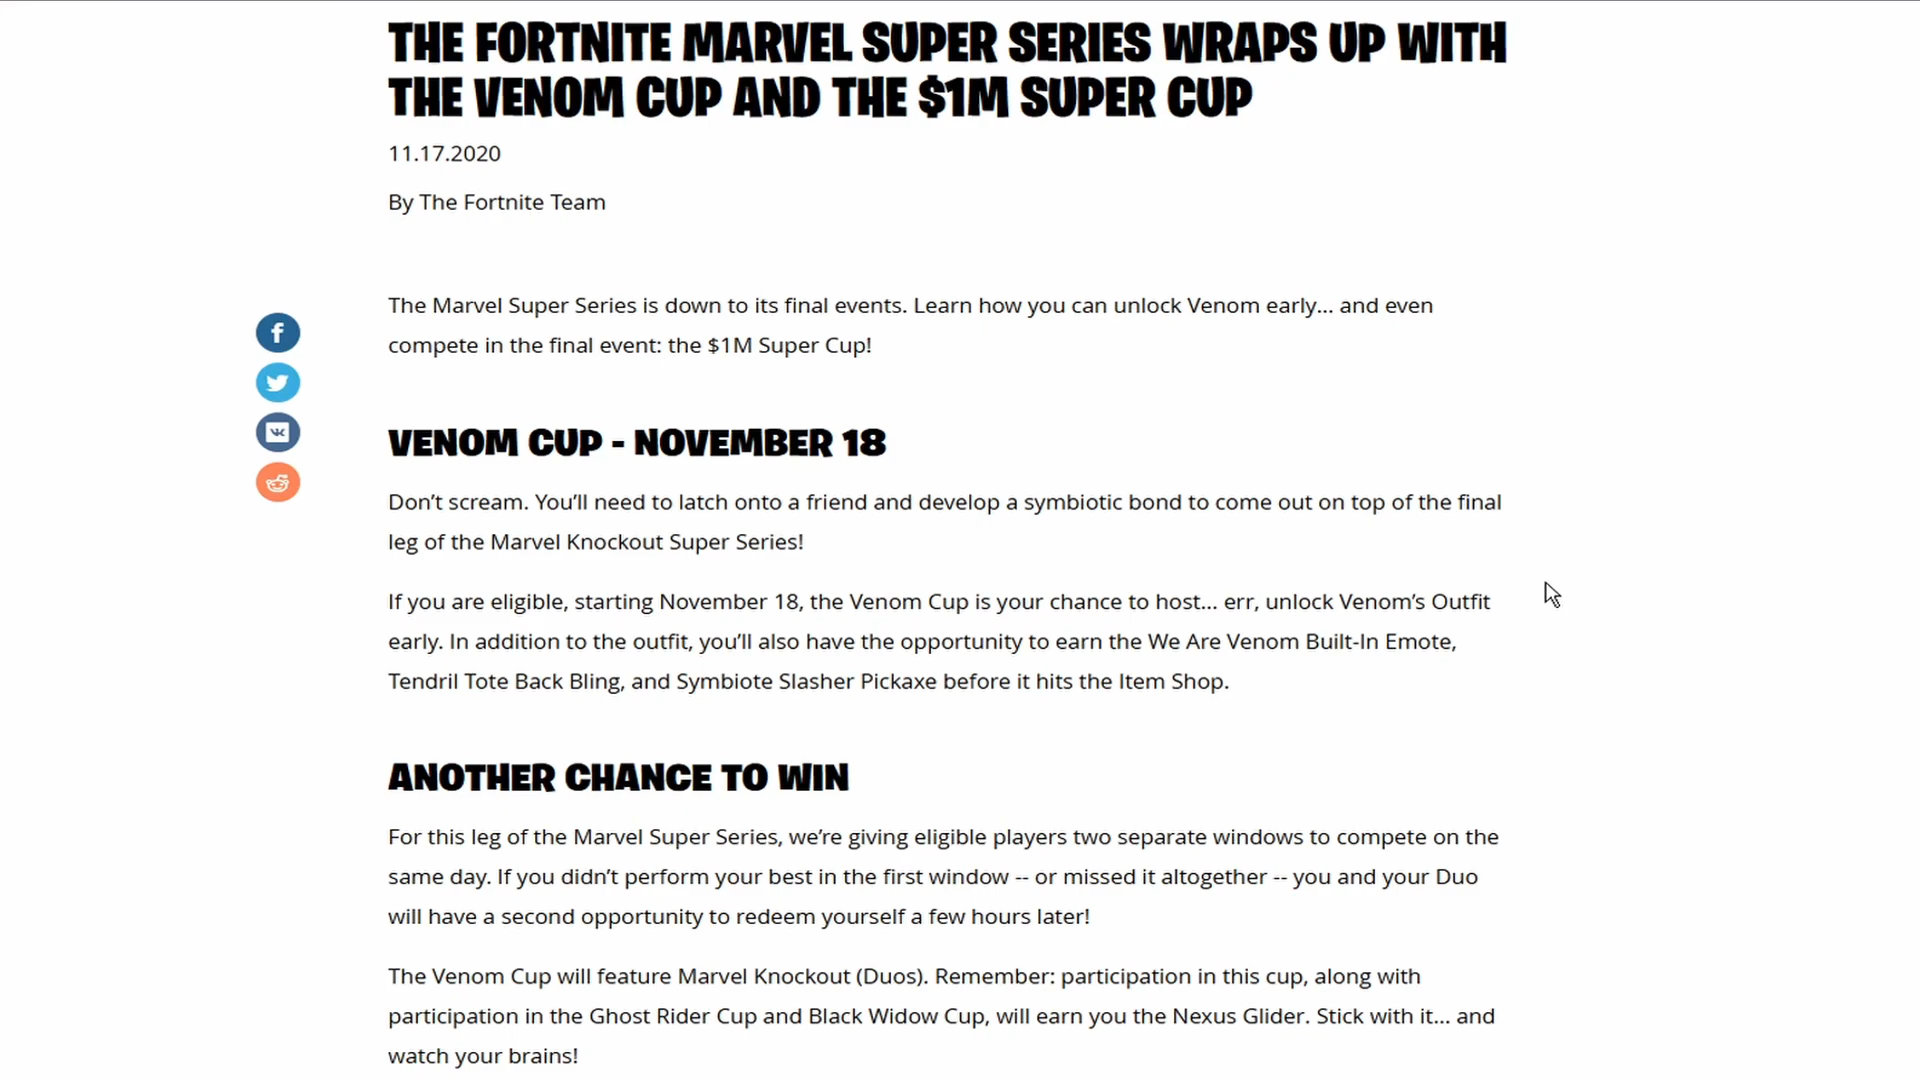 THE FORTNITE MARVEL SUPER SERIES WRAPS UP WITH
THE VENOM CUP AND THE $1M SUPER CUP
11.17.2020
By The Fortnite Team
The Marvel Super Series is down to its final events. Learn how you can unlock Venom early... and even
compete in the final event: the $1M Super Cup!
VENOM CUP - NOVEMBER 18
Don’t scream. You’ll need to latch onto a friend and develop a symbiotic bond to come out on top of the final
leg of the Marvel Knockout Super Series!
If you are eligible, starting November 18, the Venom Cup is your chance to host... err, unlock Venom’s Outfit
early. In addition to the outfit, you’ll also have the opportunity to earn the We Are Venom Built-In Emote,
Tendril Tote Back Bling, and Symbiote Slasher Pickaxe before it hits the Item Shop.
ANOTHER CHANCE TO WIN
For this leg of the Marvel Super Series, we’re giving eligible players two separate windows to compete on the
same day. If you didn’t perform your best in the first window -- or missed it altogether -- you and your Duo
will have a second opportunity to redeem yourself a few hours later!
The Venom Cup will feature Marvel Knockout (Duos). Remember: participation in this cup, along with
participation in the Ghost Rider Cup and Black Widow Cup, will earn you the Nexus Glider. Stick with it... and
watch your brains!